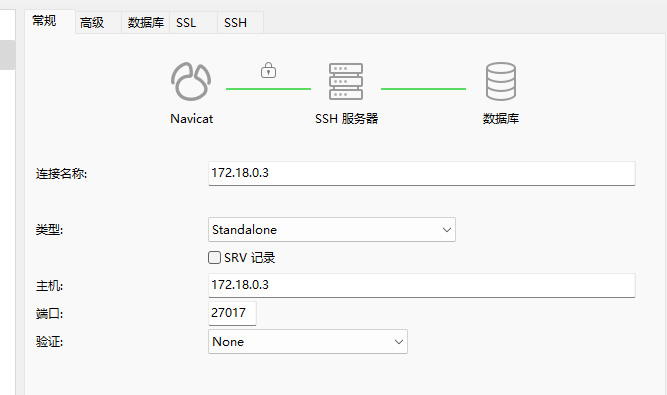 常规 高级 数据库 SSL SSH
Navicat SSH 服务器 数据库
连接名称: 172.18.0.3
类型: Standalone
SRV 记录
主机: 172.18.0.3
端口: 27017
验证: None